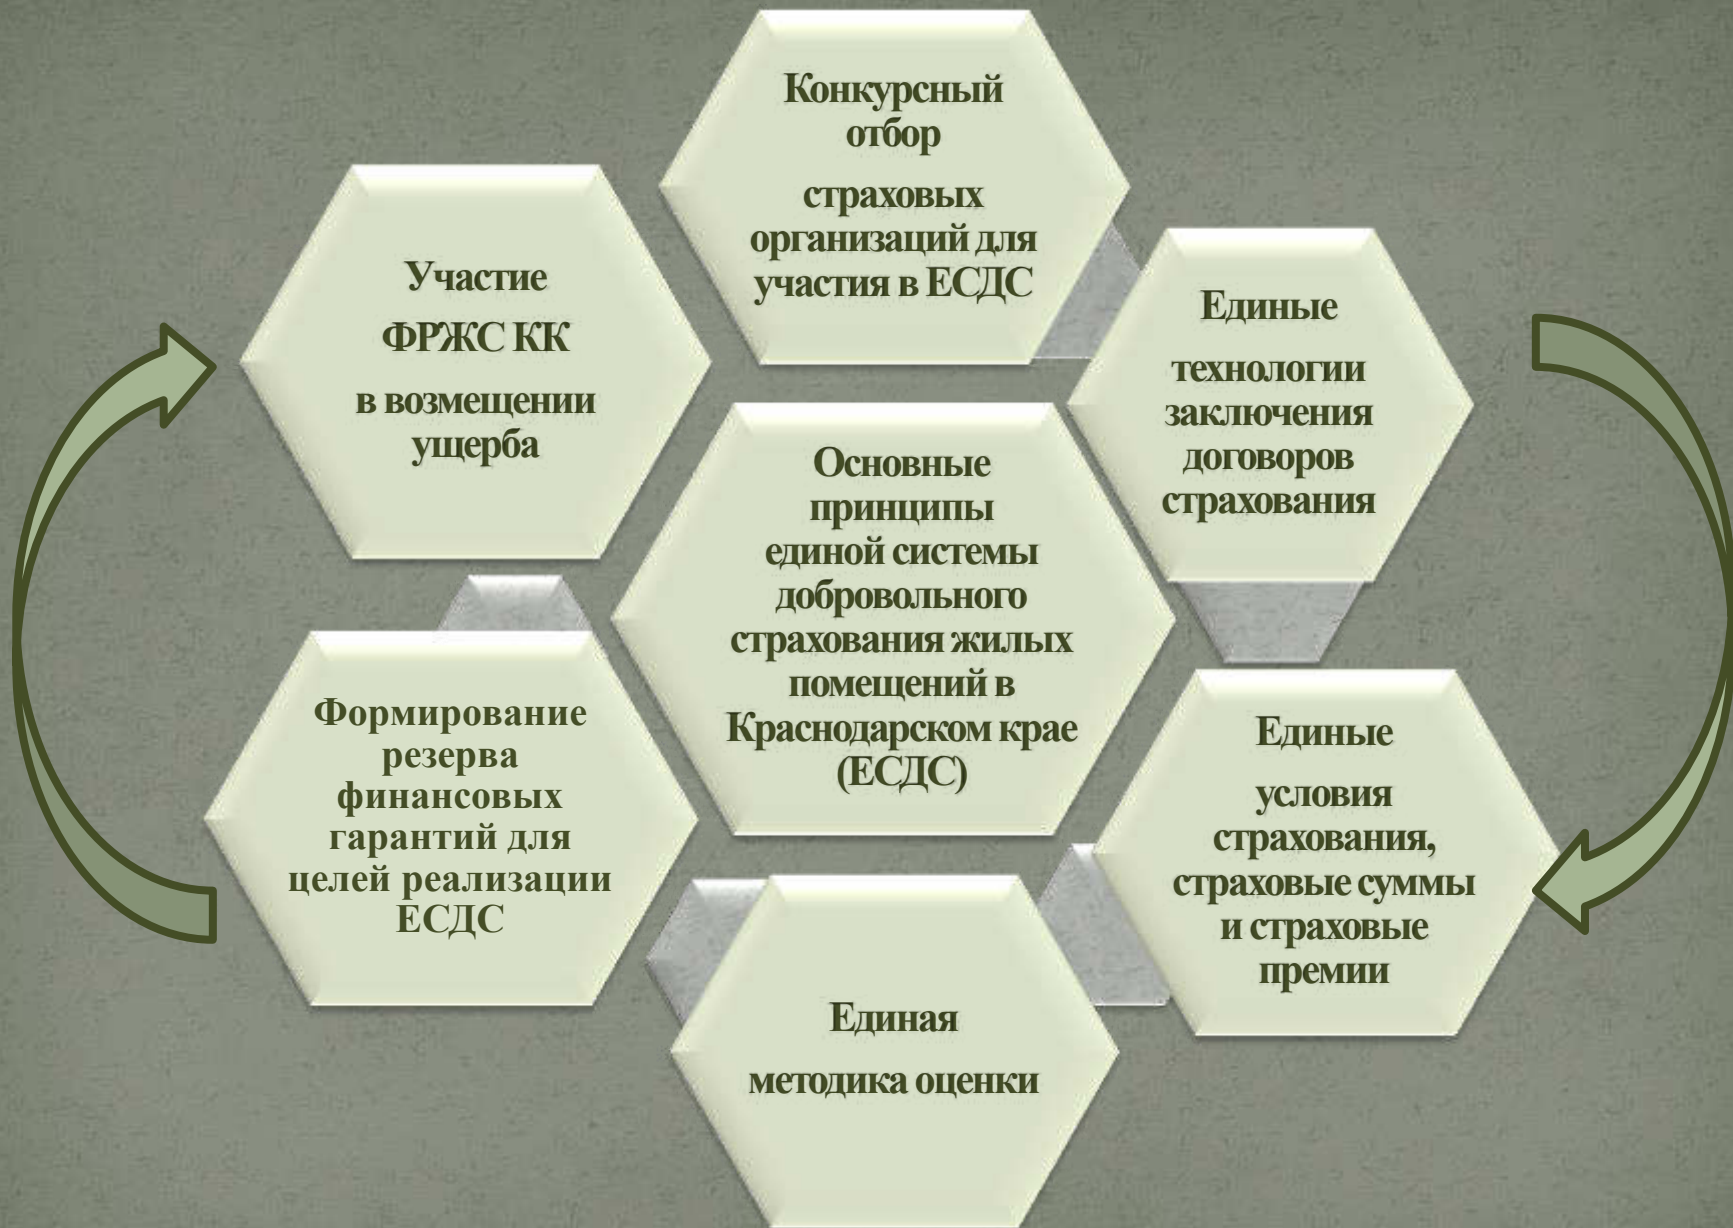 Конкурсный
отбор
страховых
организаций для
участия в ЕСДС
Единые
технологии
заключения
договоров
страхования
Единые
условия
страхования,
страховые суммы
и страховые
премии
Единая
методика оценки
Формирование
резерва
финансовых
гарантий для
целей реализации
ЕСДС
Участие
ФРЖС КК
в возмещении
ущерба
Основные
принципы
единой системы
добровольного
страхования жилых
помещений в
Краснодарском крае
(ЕСДС)